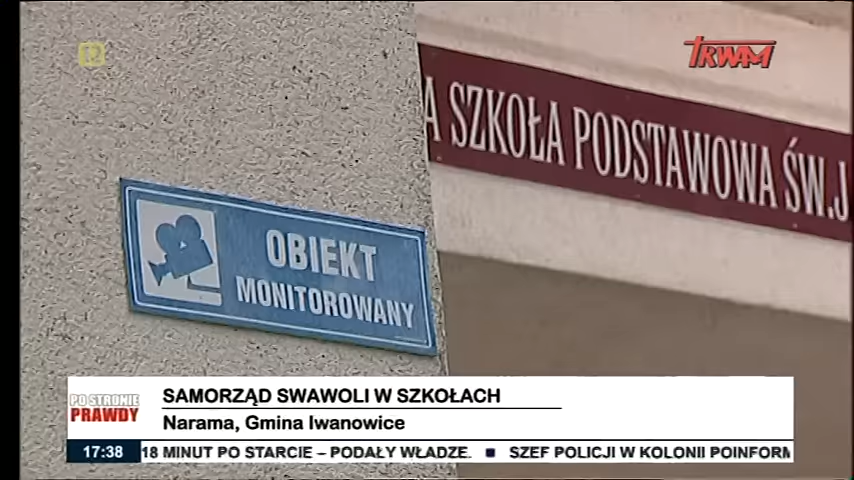 12
TRWAM
A SZKOŁA PODSTAWOWA ŚW.J
OBIEKT
MONITOROWANY
PO STRONIE
PRAWDY
SAMORZĄD SWAWOLI W SZKOŁACH
Narama, Gmina Iwanowice
17:38
18 MINUT PO STARCIE – PODAŁY WŁADZE. ■ SZEF POLICJI W KOLONII POINFORM